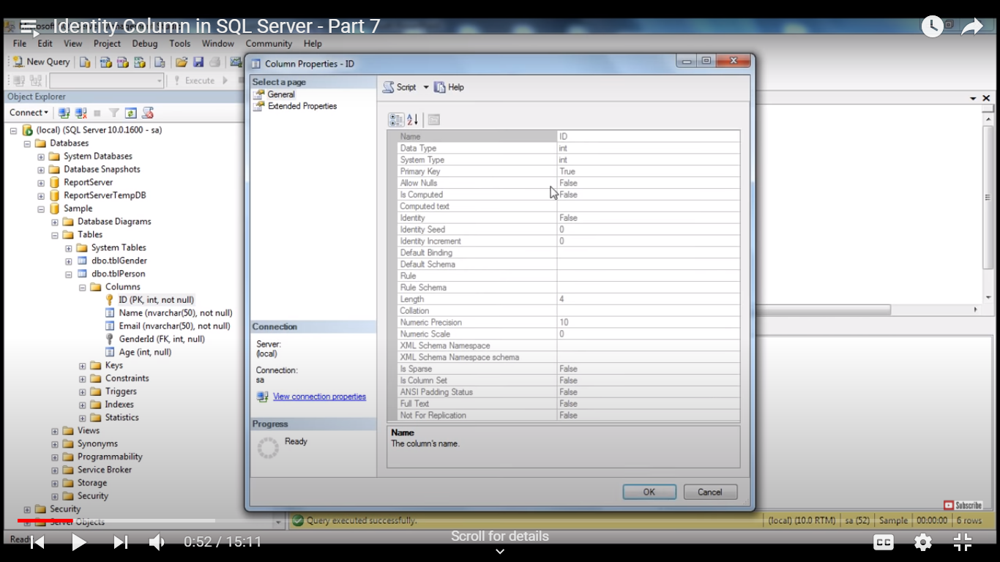 Identity Column in SQL Server - Part 7
File Edit View Project Debug Tools Window Community Help
New Query
Execute
Object Explorer
Connect
(local) (SQL Server 10.0.1600 - sa)
Databases
System Databases
Database Snapshots
ReportServer
ReportServerTempDB
Sample
Database Diagrams
Tables
System Tables
dbo.tblGender
dbo.tblPerson
Columns
ID (PK, int, not null)
Name (nvarchar(50), not null)
Email (nvarchar(50), not null)
GenderId (FK, int, null)
Age (int, null)
Keys
Constraints
Triggers
Indexes
Statistics
Views
Synonyms
Programmability
Service Broker
Storage
Security
Security
Server Objects
Column Properties - ID
Select a page
General
Extended Properties
Connection
Server:
(local)
Connection:
sa
View connection properties
Progress
Ready
Script Help
Name ID
Data Type int
System Type int
Primary Key True
Allow Nulls False
Is Computed False
Computed text
Identity False
Identity Seed 0
Identity Increment 0
Default Binding
Default Schema
Rule
Rule Schema
Length 4
Collation
Numeric Precision 10
Numeric Scale 0
XML Schema Namespace
XML Schema Namespace schema
Is Sparse False
Is Column Set False
ANSI Padding Status False
Full Text False
Not For Replication False
Name
The column's name.
OK Cancel
Subscribe
Query executed successfully. (local) (10.0 RTM) sa (52) Sample 00:00:00 6 rows
Ready
0:52 / 15:11
Scroll for details
CC